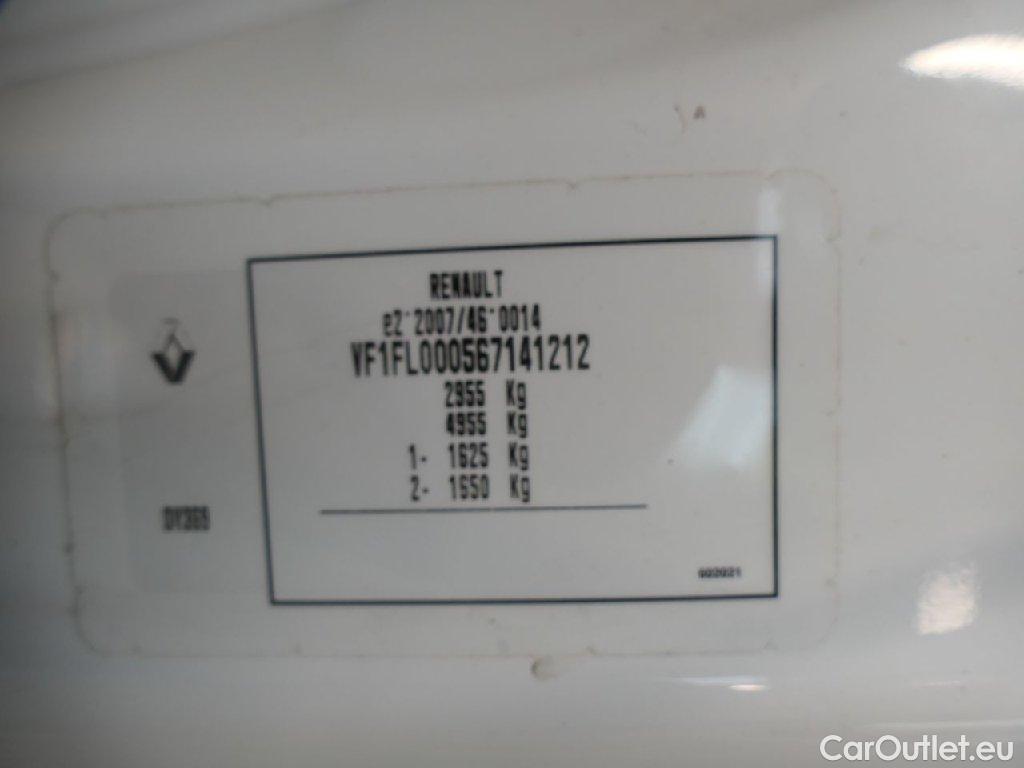 RENAULT
e2*2007/46*0014
VF1FL000567141212
2955 Kg
4955 Kg
1- 1625 Kg
2- 1650 Kg
DY369
602021
CarOutlet.eu